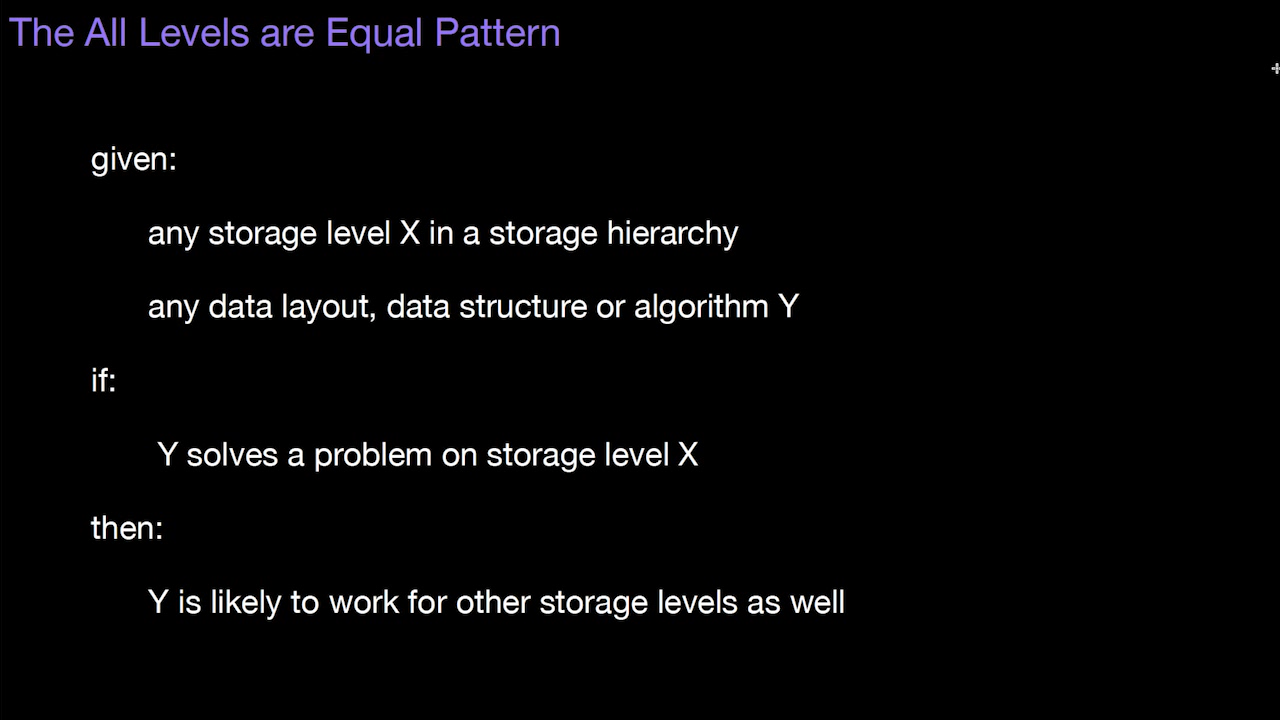 The All Levels are Equal Pattern
given:
any storage level X in a storage hierarchy
any data layout, data structure or algorithm Y
if:
Y solves a problem on storage level X
then:
Y is likely to work for other storage levels as well